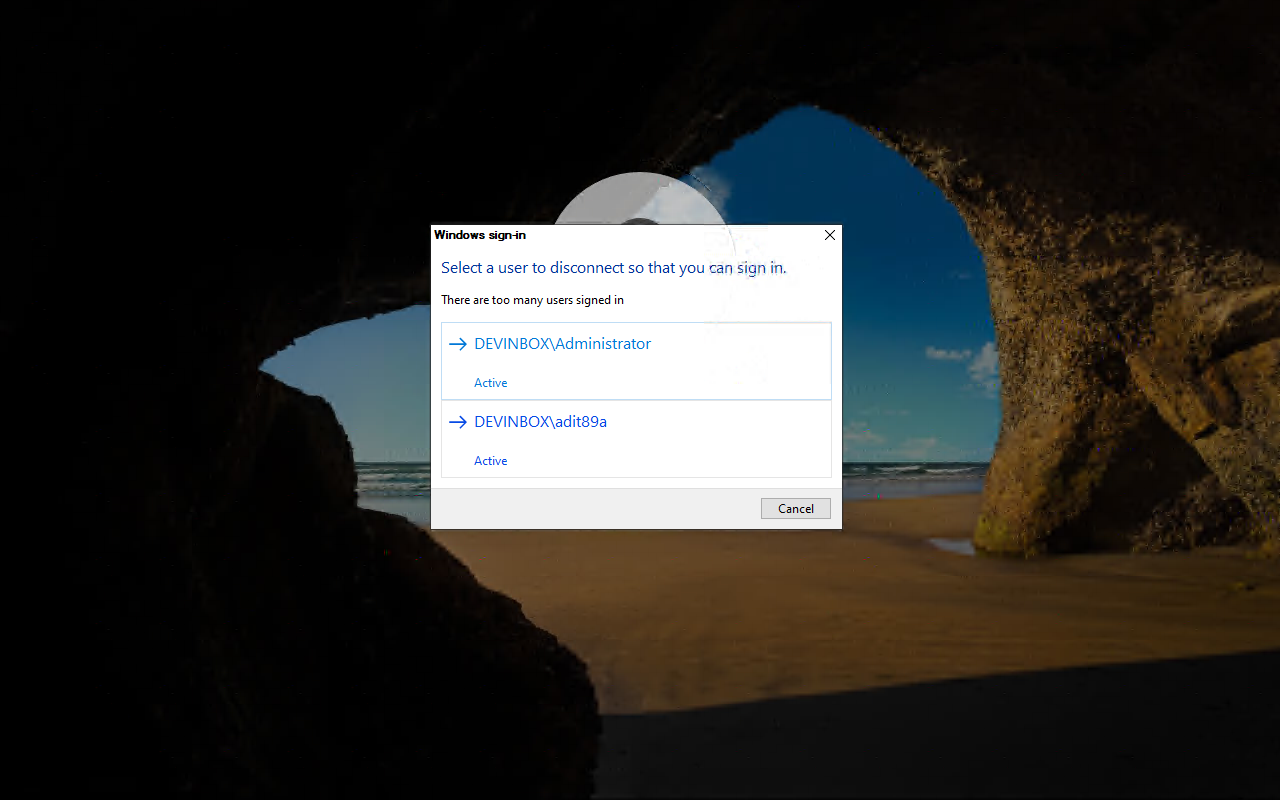 Windows sign-in
Select a user to disconnect so that you can sign in.
There are too many users signed in
DEVINBOX\Administrator
Active
DEVINBOX\adit89a
Active
Cancel